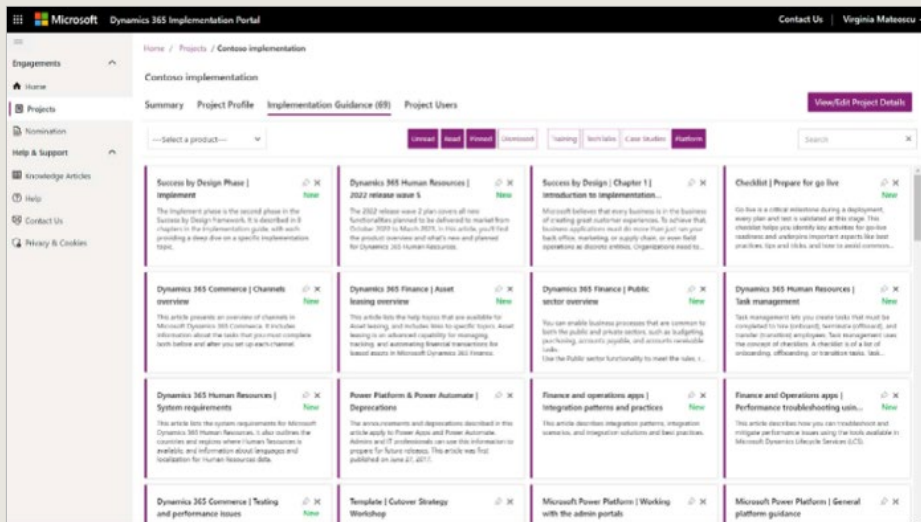 Microsoft Dynamics 365 Implementation Portal
Contact Us | Virginia Mateescu
Engagements
Home
Projects
Nomination
Help & Support
Knowledge Articles
Help
Contact Us
Privacy & Cookies
Home / Projects / Contoso implementation
Contoso implementation
Summary Project Profile Implementation Guidance (69) Project Users
View/Edit Project Details
---Select a product---
Unread Read Pinned Dismissed
Training TechTalks Case Studies Platform
Search
Success by Design Phase |
Implement
New
The Implement phase is the second phase in the
Success by Design framework. It is described in 8
chapters in the implementation guide, with each
providing a deep dive on a specific implementation
topic.
Dynamics 365 Human Resources |
2022 release wave
New
The 2022 release wave 2 plan covers all new
functionalities planned to be delivered to market from
October 2022 to March 2023. In this article, you'll find
the product overview and what's new and planned
for Dynamics 365 Human Resources.
Success by Design | Chapter 1 |
Introduction to Implementation...
New
Microsoft believes that every business is in the business
of creating great customer experiences. To achieve that,
business applications must do more than just run your
back office, marketing, or supply chain, or even field
operations as discrete entities. Organizations need to...
Checklist | Prepare for go live
New
Go live is a critical milestone during a deployment,
every plan and test is validated at this stage. This
checklist helps you identify key activities for go-live
readiness and underpins important aspects like best
practices, tips and tricks, and how to avoid common...
Dynamics 365 Commerce | Channels
overview
New
This article presents an overview of channels in
Microsoft Dynamics 365 Commerce. It includes
information about the tasks that you must complete
both before and after you set up each channel.
Dynamics 365 Finance | Asset
leasing overview
New
This article lists the help topics that are available for
Asset leasing, and includes links to specific topics. Asset
leasing is an advanced capability for managing,
tracking, and automating financial transactions for
leased assets in Microsoft Dynamics 365 Finance.
Dynamics 365 Finance | Public
sector overview
New
You can enable business processes that are common to
both the public and private sectors, such as budgeting,
purchasing, accounts payable, and accounts receivable
tasks.
Use the Public sector functionality to meet the rules, r...
Dynamics 365 Human Resources |
Task management
New
Task management lets you create tasks that must be
completed to hire (onboard), terminate (offboard), and
transfer (transition) employees. Task management uses
the concept of checklists. A checklist is of a list of
onboarding, offboarding, or transition tasks. Task...
Dynamics 365 Human Resources |
System requirements
New
This article lists the system requirements for Microsoft
Dynamics 365 Human Resources. It also outlines the
countries and regions where Human Resources is
available, and information about languages and
localization for Human Resources data.
Power Platform & Power Automate |
Deprecations
The announcements and deprecations described in this
article apply to Power Apps and Power Automate.
Admins and IT professionals can use this information to
prepare for future releases. This article was first
published on June 27, 2017.
Finance and operations apps |
Integration patterns and practices
New
This article describes integration patterns, integration
scenarios, and integration solutions and best practices.
Finance and Operations apps |
Performance troubleshooting usin...
New
This article describes how you can troubleshoot and
mitigate performance issues using the tools available in
Microsoft Dynamics Lifecycle Services (LCS).
Dynamics 365 Commerce | Testing
and performance issues
New
Template | Cutover Strategy
Workshop
Microsoft Power Platform | Working
with the admin portals
Microsoft Power Platform | General
platform guidance